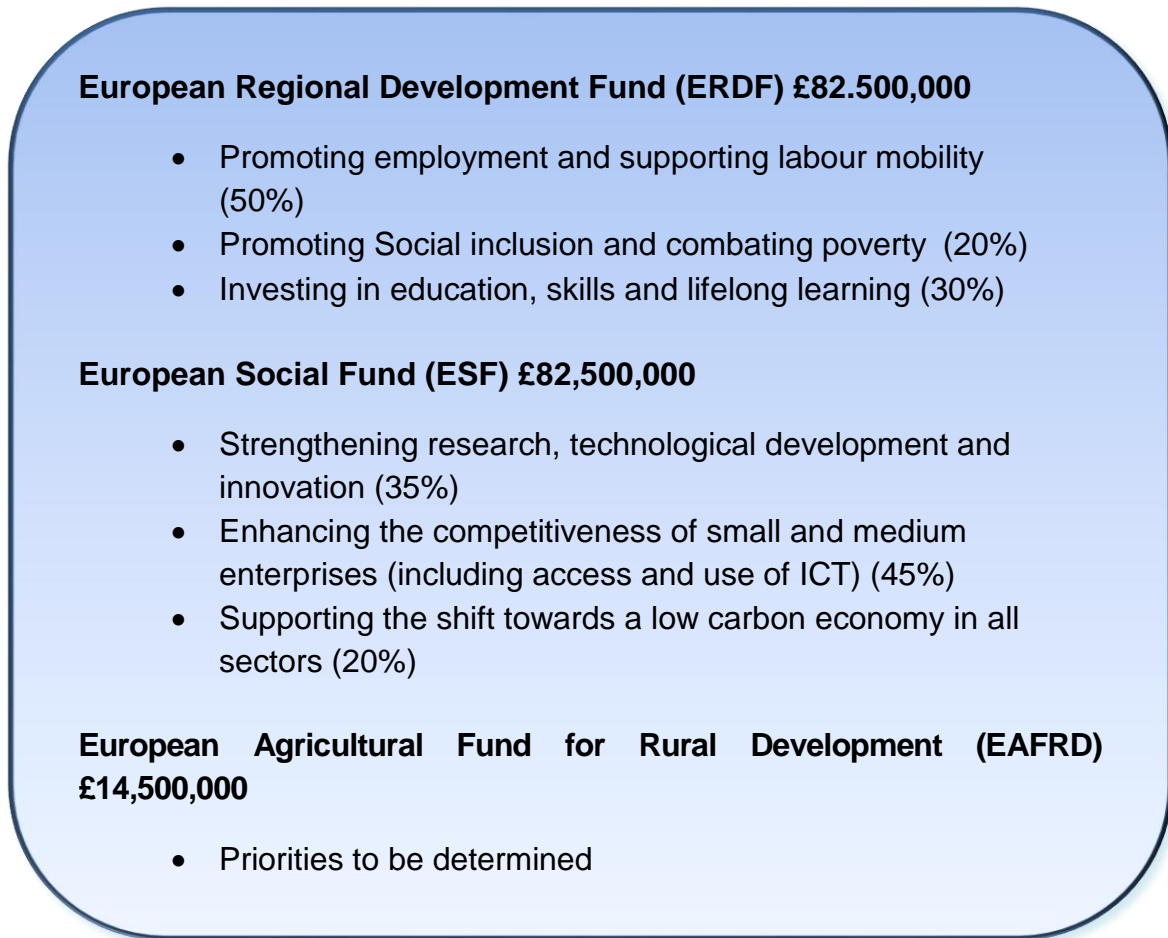 European Regional Development Fund (ERDF) £82.500,000
• Promoting employment and supporting labour mobility
(50%)
• Promoting Social inclusion and combating poverty (20%)
• Investing in education, skills and lifelong learning (30%)
European Social Fund (ESF) £82,500,000
• Strengthening research, technological development and
innovation (35%)
• Enhancing the competitiveness of small and medium
enterprises (including access and use of ICT) (45%)
• Supporting the shift towards a low carbon economy in all
sectors (20%)
European Agricultural Fund for Rural Development (EAFRD)
£14,500,000
• Priorities to be determined